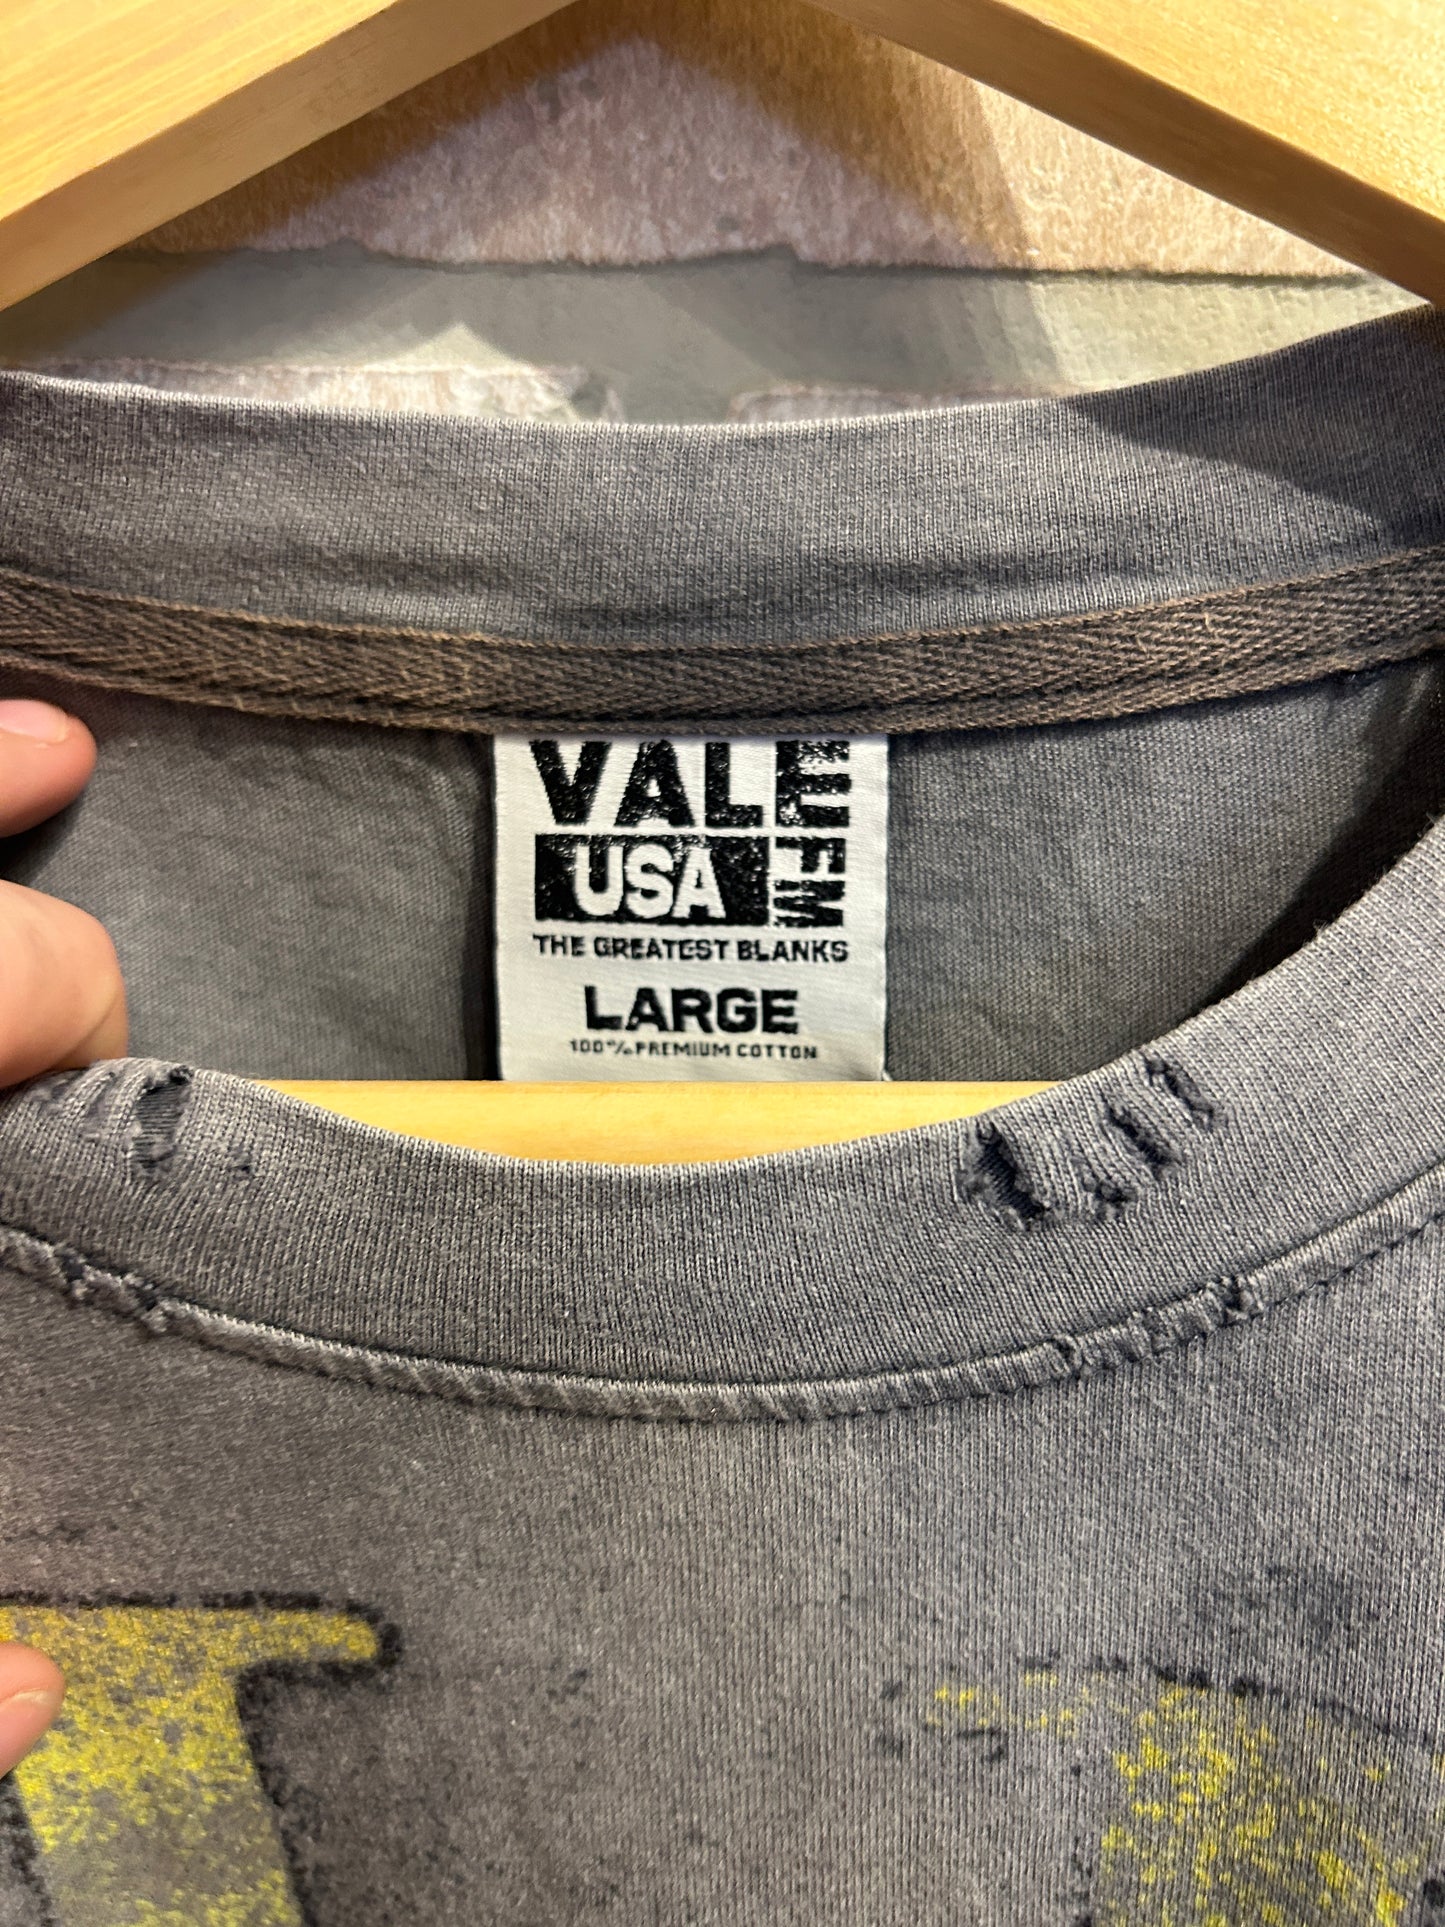 VALE FM
USA
THE GREATEST BLANKS
LARGE
100% PREMIUM COTTON